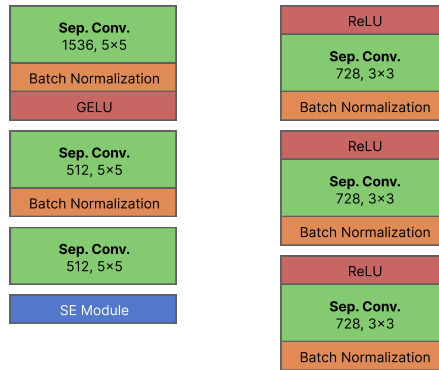 Sep. Conv.
1536, 5×5
Batch Normalization
GELU
Sep. Conv.
512, 5×5
Batch Normalization
Sep. Conv.
512, 5×5
SE Module
ReLU
Sep. Conv.
728, 3×3
Batch Normalization
ReLU
Sep. Conv.
728, 3×3
Batch Normalization
ReLU
Sep. Conv.
728, 3×3
Batch Normalization